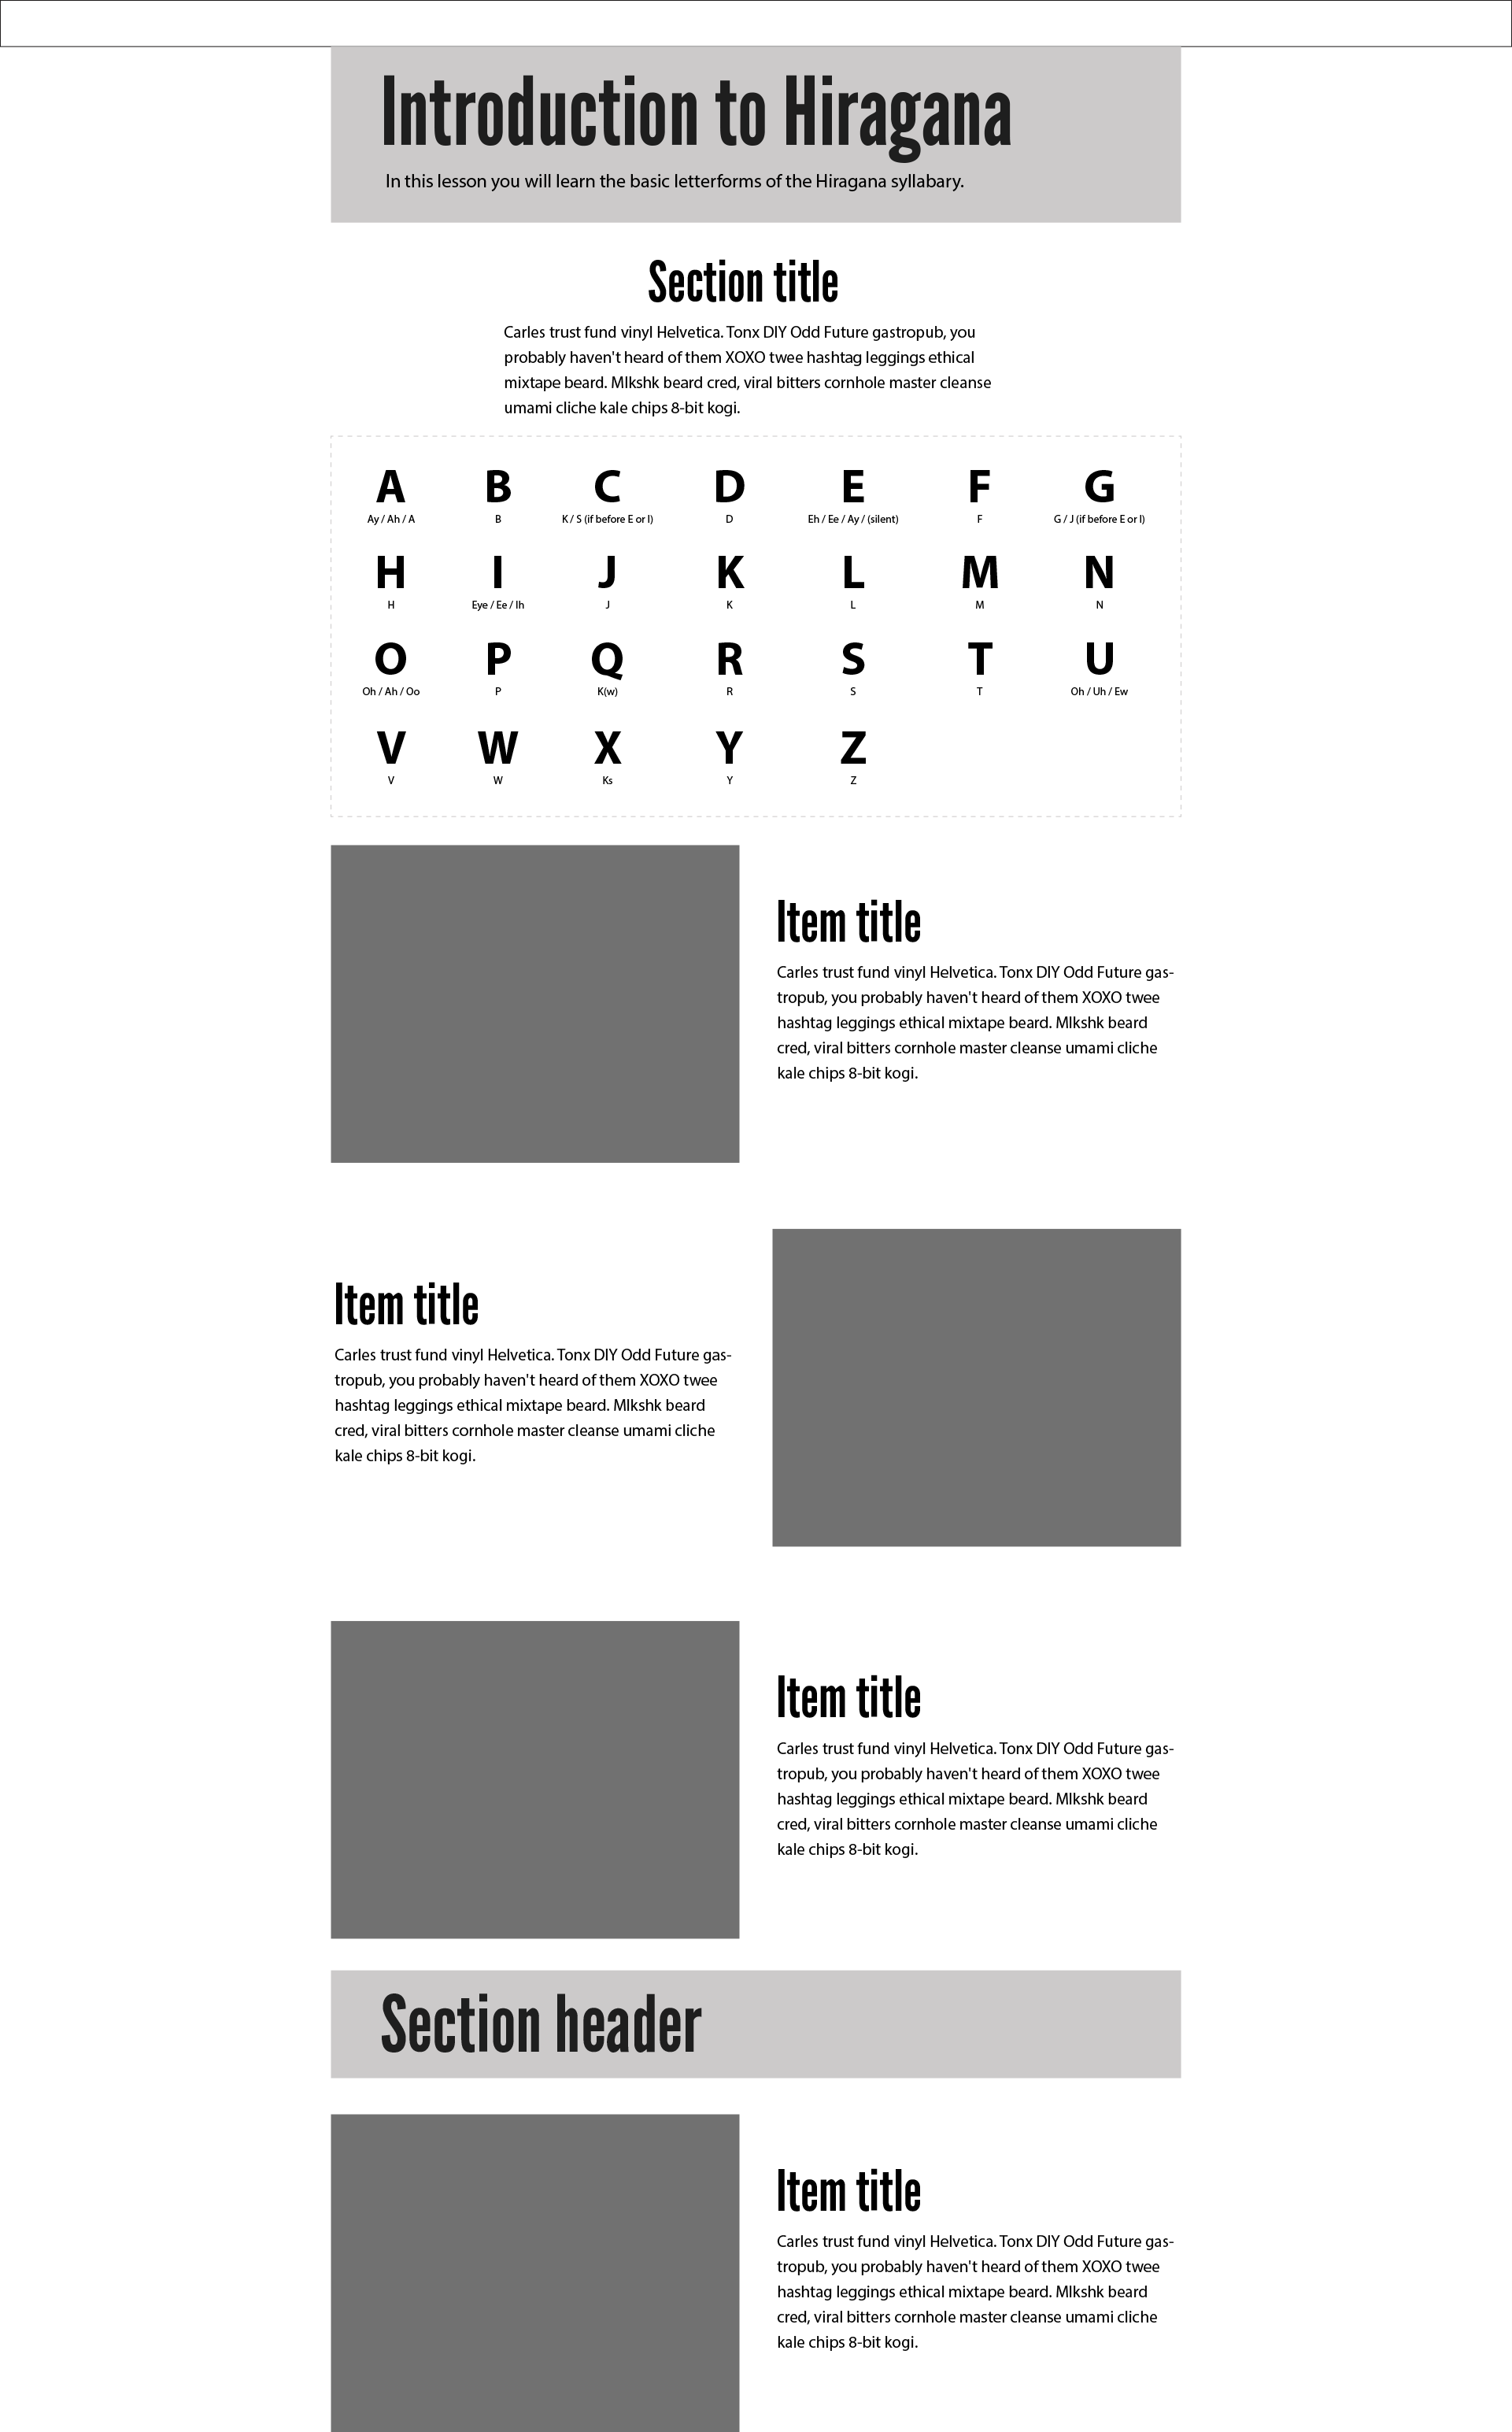 Introduction to Hiragana
In this lesson you will learn the basic letterforms of the Hiragana syllabary.
Section title
Carles trust fund vinyl Helvetica. Tonx DIY Odd Future gastropub, you
probably haven't heard of them XOXO twee hashtag leggings ethical
mixtape beard. Mlkshk beard cred, viral bitters cornhole master cleanse
umami cliche kale chips 8-bit kogi.
A B C D E F G
Ay / Ah / A B K / S (if before E or I) D Eh / Ee / Ay / (silent) F G / J (if before E or I)
H I J K L M N
H Eye / Ee / Ih J K L M N
O P Q R S T U
Oh / Ah / Oo P K(w) R S T Oh / Uh / Ew
V W X Y Z
V W Ks Y Z
Item title
Carles trust fund vinyl Helvetica. Tonx DIY Odd Future gas-
tropub, you probably haven't heard of them XOXO twee
hashtag leggings ethical mixtape beard. Mlkshk beard
cred, viral bitters cornhole master cleanse umami cliche
kale chips 8-bit kogi.
Item title
Carles trust fund vinyl Helvetica. Tonx DIY Odd Future gas-
tropub, you probably haven't heard of them XOXO twee
hashtag leggings ethical mixtape beard. Mlkshk beard
cred, viral bitters cornhole master cleanse umami cliche
kale chips 8-bit kogi.
Item title
Carles trust fund vinyl Helvetica. Tonx DIY Odd Future gas-
tropub, you probably haven't heard of them XOXO twee
hashtag leggings ethical mixtape beard. Mlkshk beard
cred, viral bitters cornhole master cleanse umami cliche
kale chips 8-bit kogi.
Section header
Item title
Carles trust fund vinyl Helvetica. Tonx DIY Odd Future gas-
tropub, you probably haven't heard of them XOXO twee
hashtag leggings ethical mixtape beard. Mlkshk beard
cred, viral bitters cornhole master cleanse umami cliche
kale chips 8-bit kogi.